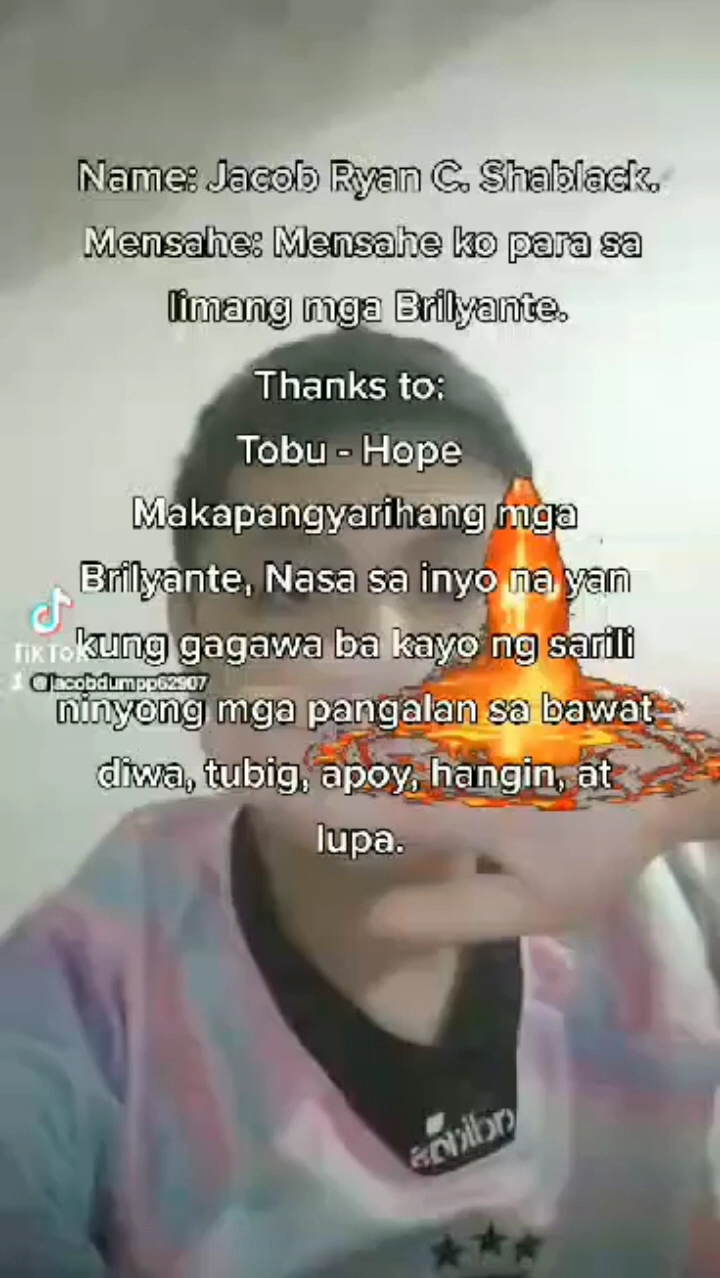 Name: Jacob Ryan C. Shablack.
Mensahe: Mensahe ko para sa
limang mga Brilyante.
Thanks to:
Tobu - Hope
Makapangyarihang mga
Brilyante, Nasa sa inyo na yan
kung gagawa ba kayo ng sarili
ninyong mga pangalan sa bawat
diwa, tubig, apoy, hangin, at
lupa.
TikTok
@jacobdumpp62907